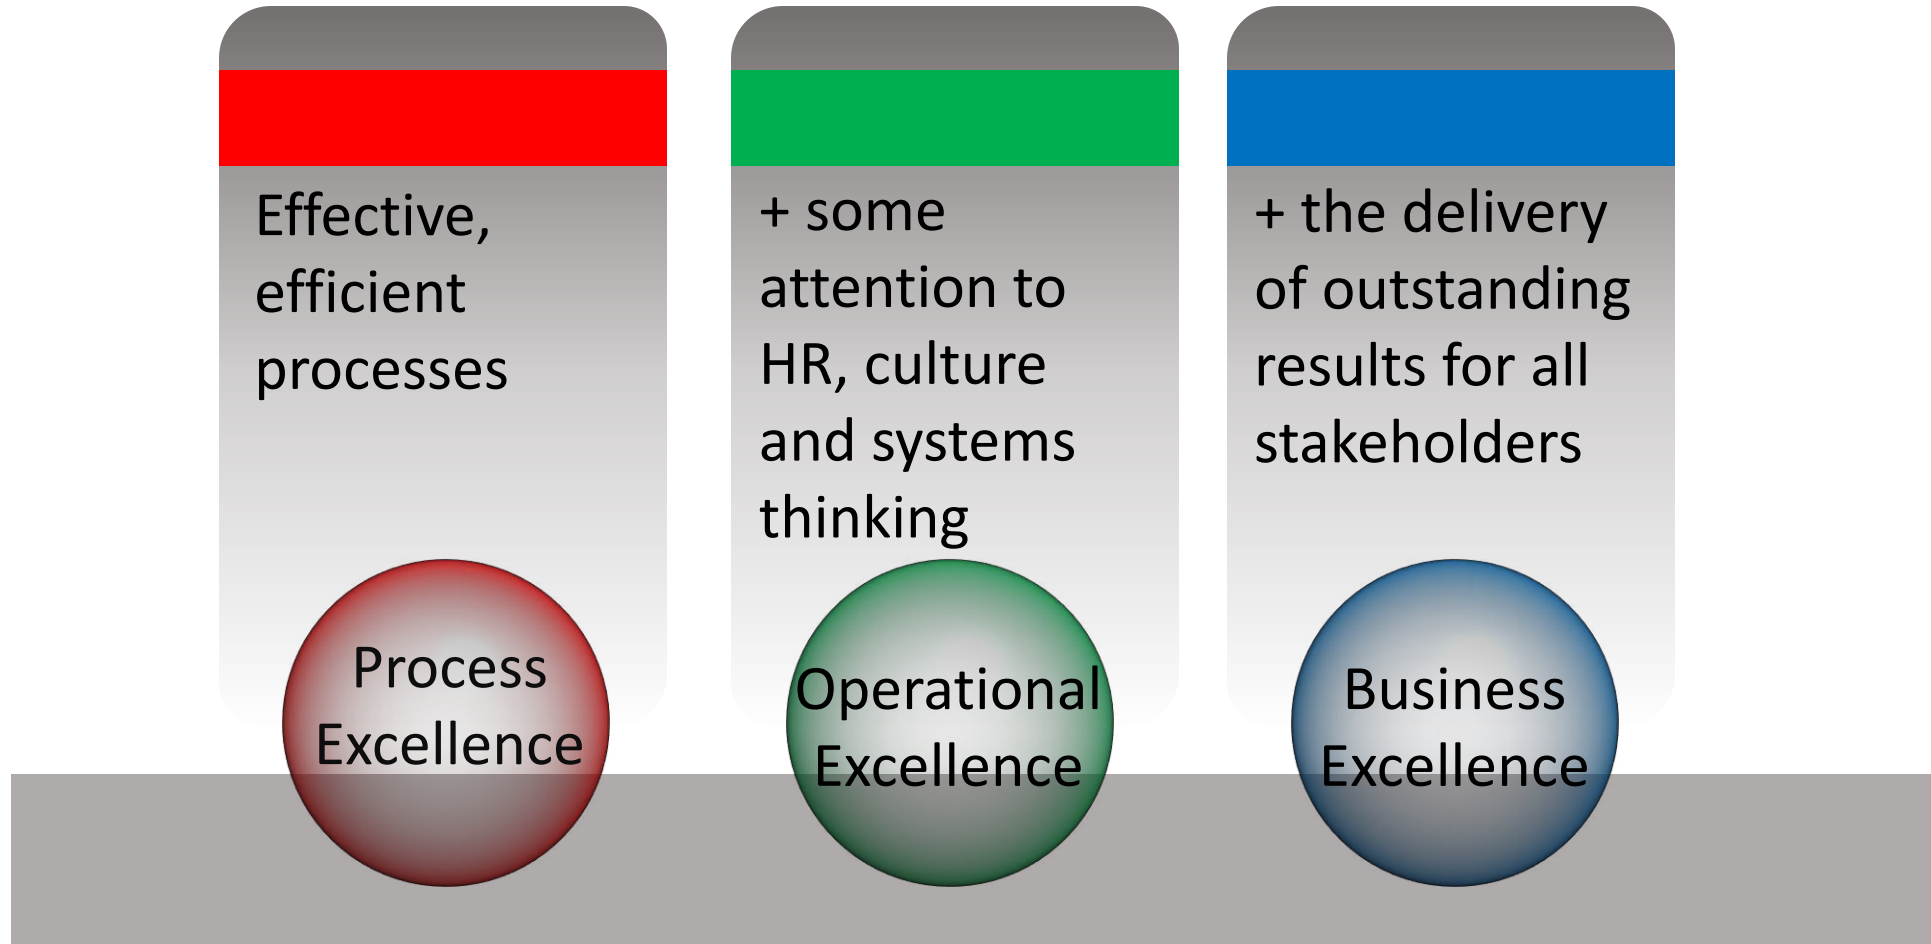 Effective,
efficient
processes
Process
Excellence
+ some
attention to
HR, culture
and systems
thinking
Operational
Excellence
+ the delivery
of outstanding
results for all
stakeholders
Business
Excellence